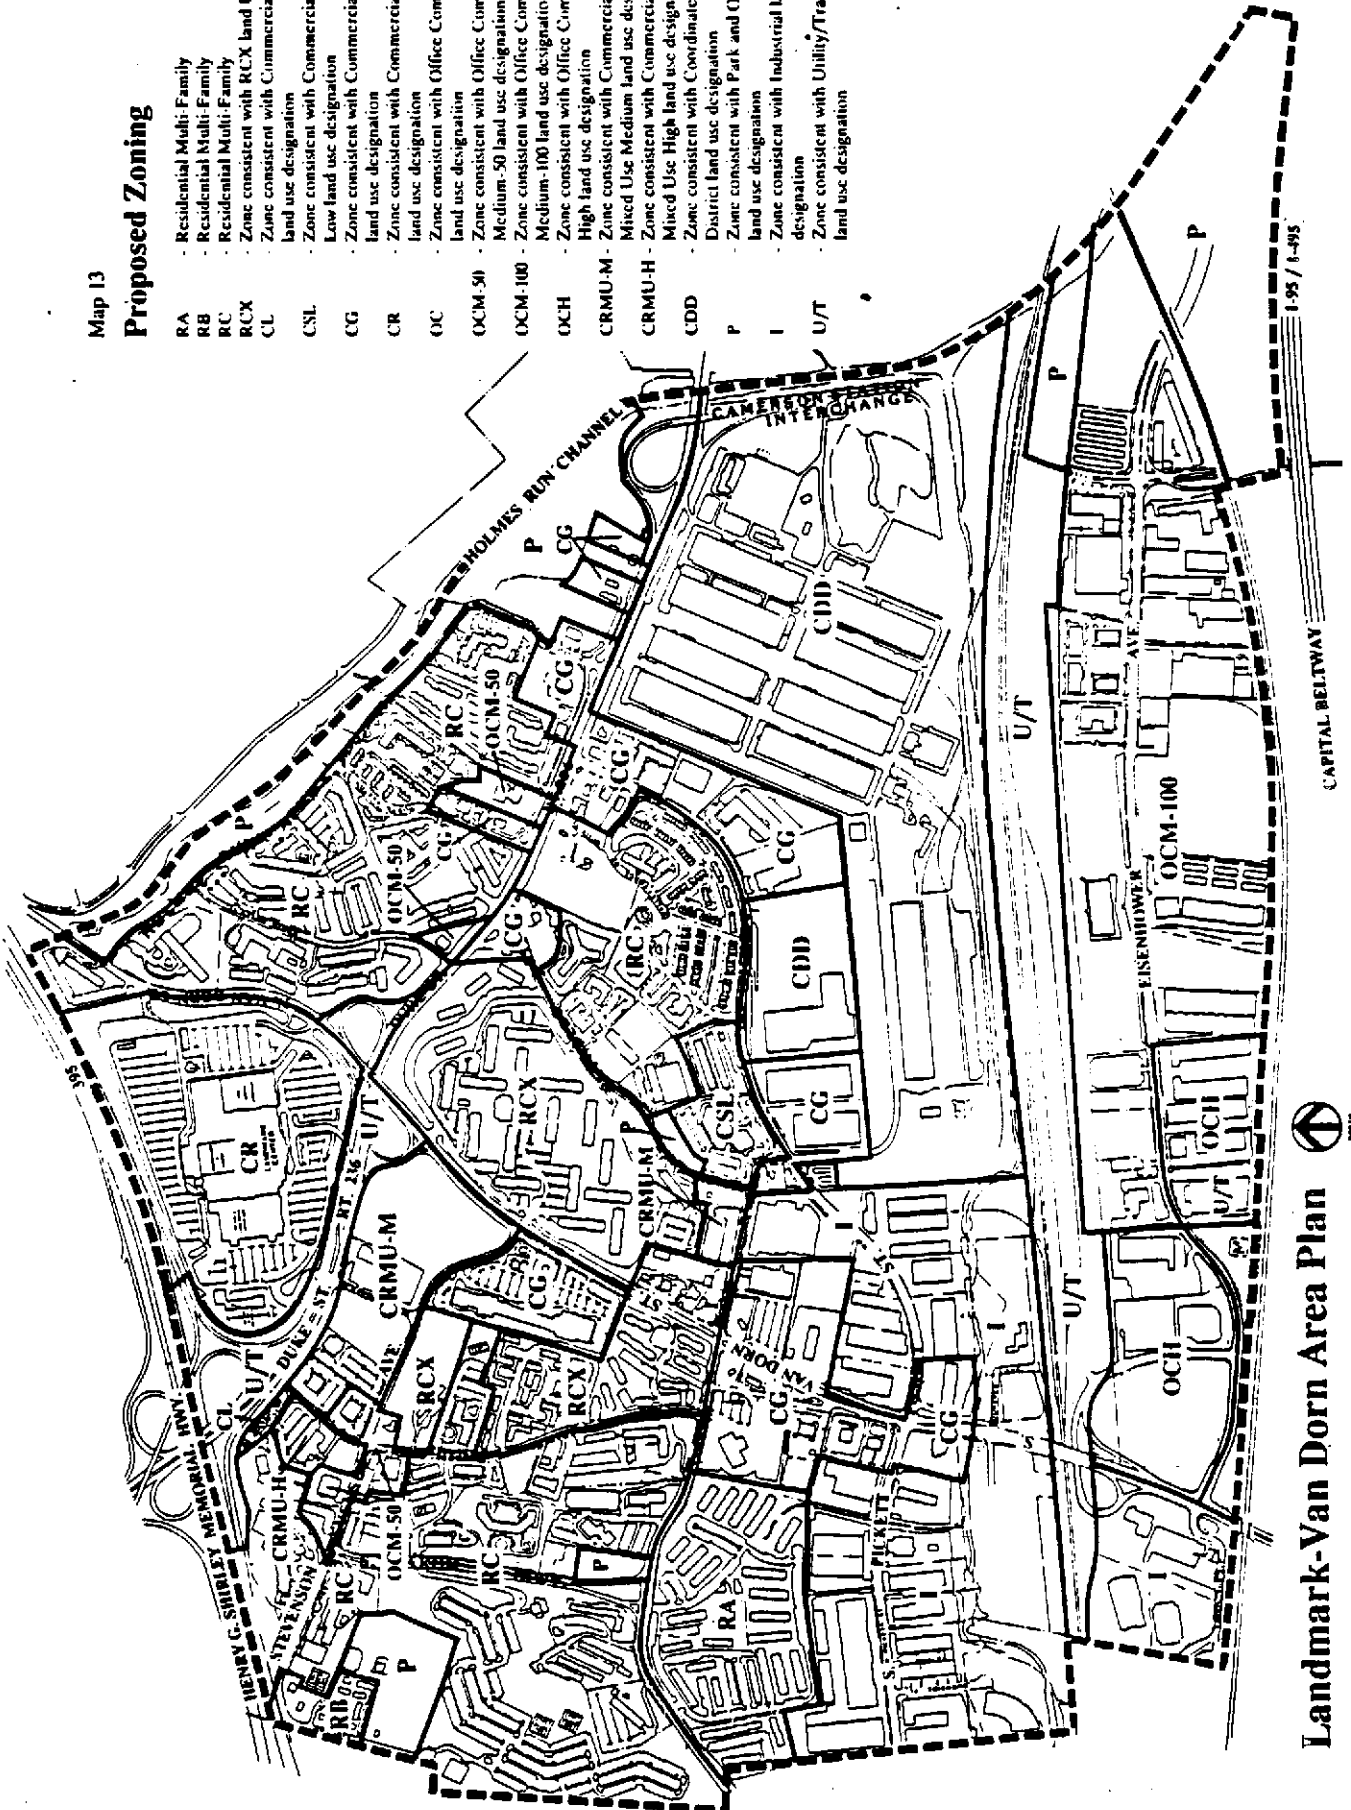 Map 13
Proposed Zoning
RA - Residential Multi-Family
RB - Residential Multi-Family
RC - Residential Multi-Family
RCX - Zone consistent with RCX land
CL - Zone consistent with Commercial
land use designation
CSL - Zone consistent with Commercia
Low land use designation
CG - Zone consistent with Commercia
land use designation
CR - Zone consistent with Commercia
land use designation
OC - Zone consistent with Office Com
land use designation
OCM-50 - Zone consistent with Office Com
Medium-50 land use designation
OCM-100 - Zone consistent with Office Com
Medium-100 land use designatio
OCH - Zone consistent with Office Com
High land use designation
CRMU-M - Zone consistent with Commercia
Mixed Use Medium land use des
CRMU-H - Zone consistent with Commercia
Mixed Use High land use design
CDD - Zone consistent with Coordinate
District land use designation
P - Zone consistent with Park and O
land use designation
I - Zone consistent with Industrial l
designation
U/T - Zone consistent with Utility/Tra
land use designation
HENRY G. SHIRLEY MEMORIAL HWY.
395
HOLMES RUN CHANNEL
CAMERSON STATION
INTERCHANGE
P
P
CG
RC
OCM-50
CG
CG
CG
RC
OCM-50
CG
CR
U/T
DUKE ST. RT. 236
U/T
CL
CRMU-H
STEVENSON
RC
RB
P
CRMU-M
AVE
RCX
RCX
RCX
CG
CRMU-M
P
CSL
RC
CG
CDD
CG
CDD
CG
OCM-50
RC
P
RA
VAN DORN
CG
CG
S. PICKETT
ST
I
I
I
U/T
U/T
P
P
EISENHOWER AVE.
OCM-100
OCH
U/T
OCH
I
M
CAPITAL BELTWAY
I-95 / I-495
Landmark-Van Dorn Area Plan